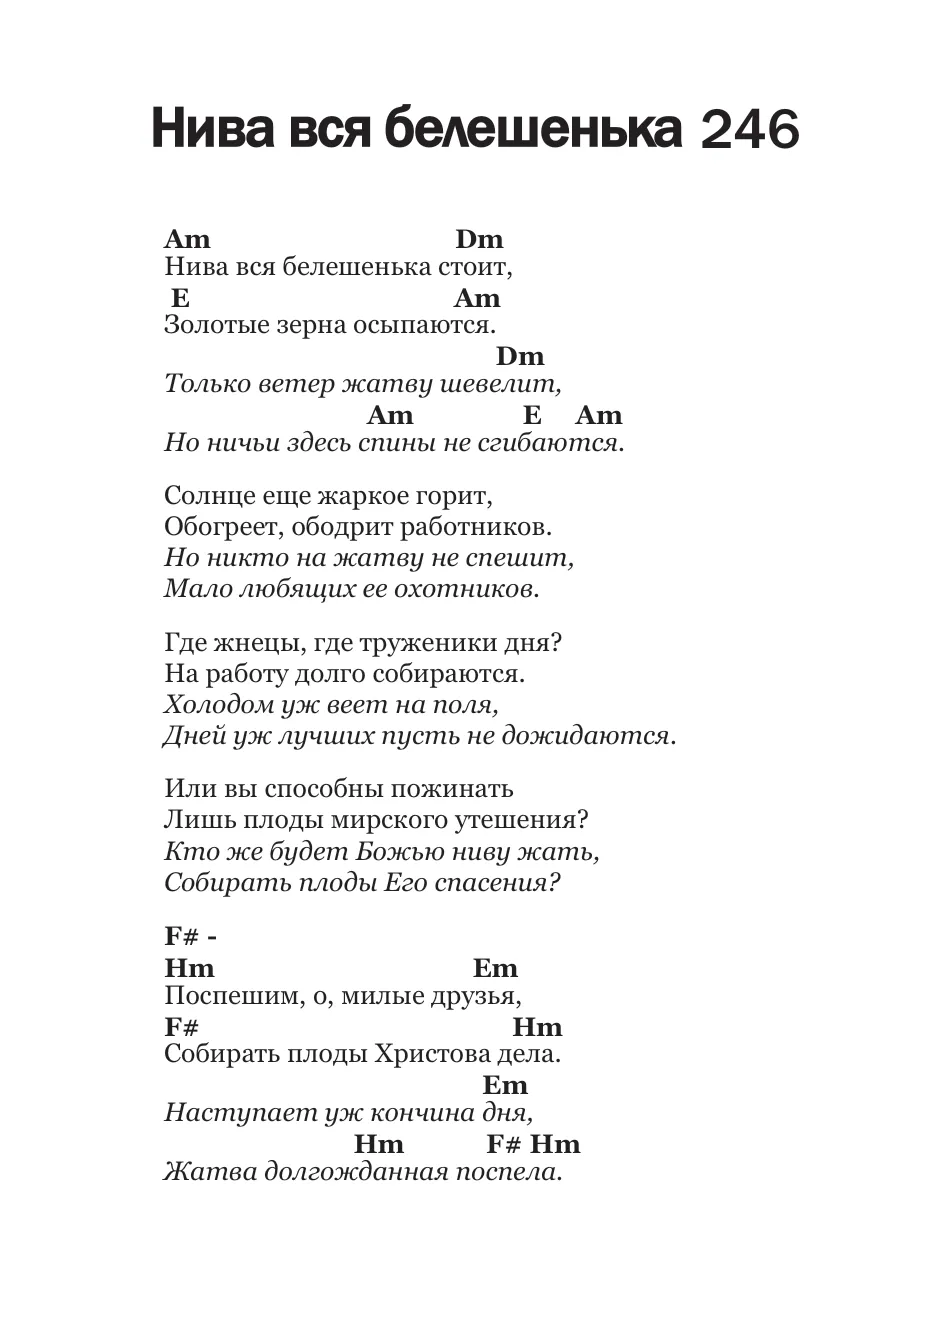 Нива вся белешенька 246
Am Dm
Нива вся белешенька стоит,
E Am
Золотые зерна осыпаются.
Dm
Только ветер жатву шевелит,
Am E Am
Но ничьи здесь спины не сгибаются.
Солнце еще жаркое горит,
Обогреет, ободрит работников.
Но никто на жатву не спешит,
Мало любящих ее охотников.
Где жнецы, где труженики дня?
На работу долго собираются.
Холодом уж веет на поля,
Дней уж лучших пусть не дожидаются.
Или вы способны пожинать
Лишь плоды мирского утешения?
Кто же будет Божью ниву жать,
Собирать плоды Его спасения?
F# -
Hm Em
Поспешим, о, милые друзья,
F# Hm
Собирать плоды Христова дела.
Em
Наступает уж кончина дня,
Hm F# Hm
Жатва долгожданная поспела.